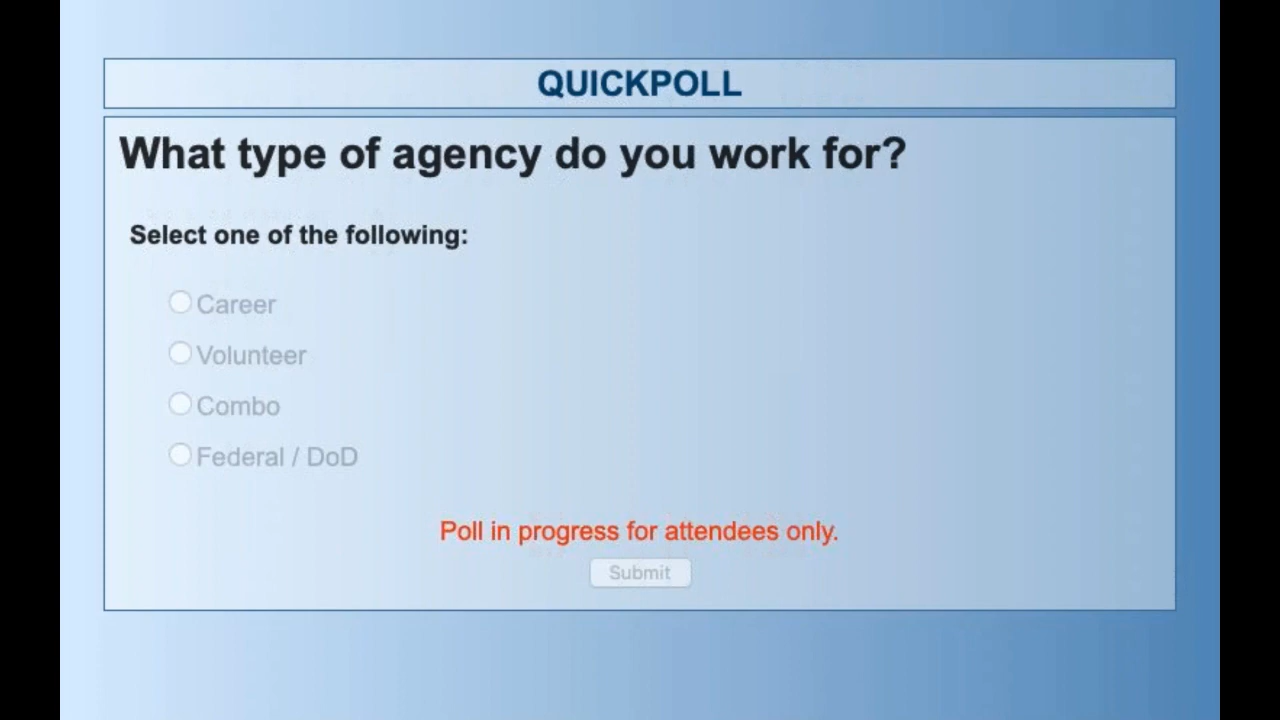 QUICKPOLL
What type of agency do you work for?
Select one of the following:
Career
Volunteer
Combo
Federal / DoD
Poll in progress for attendees only.
Submit